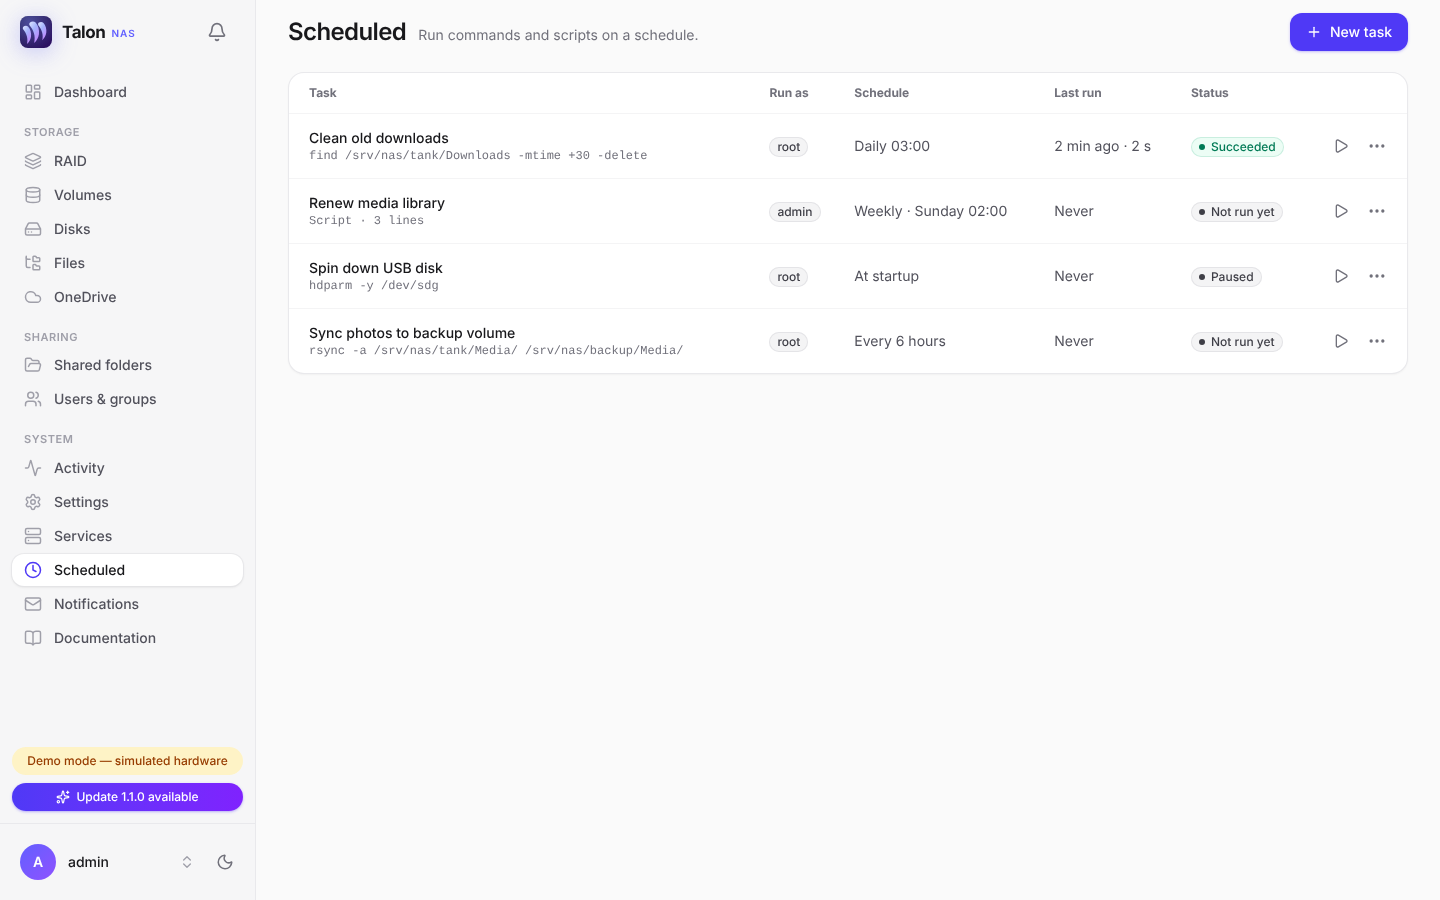 Talon NAS
Dashboard
STORAGE
RAID
Volumes
Disks
Files
OneDrive
SHARING
Shared folders
Users & groups
SYSTEM
Activity
Settings
Services
Scheduled
Notifications
Documentation
Demo mode — simulated hardware
Update 1.1.0 available
A admin
Scheduled Run commands and scripts on a schedule.
New task
Task Run as Schedule Last run Status
Clean old downloads
find /srv/nas/tank/Downloads -mtime +30 -delete
root Daily 03:00 2 min ago · 2 s Succeeded
Renew media library
Script · 3 lines
admin Weekly · Sunday 02:00 Never Not run yet
Spin down USB disk
hdparm -y /dev/sdg
root At startup Never Paused
Sync photos to backup volume
rsync -a /srv/nas/tank/Media/ /srv/nas/backup/Media/
root Every 6 hours Never Not run yet